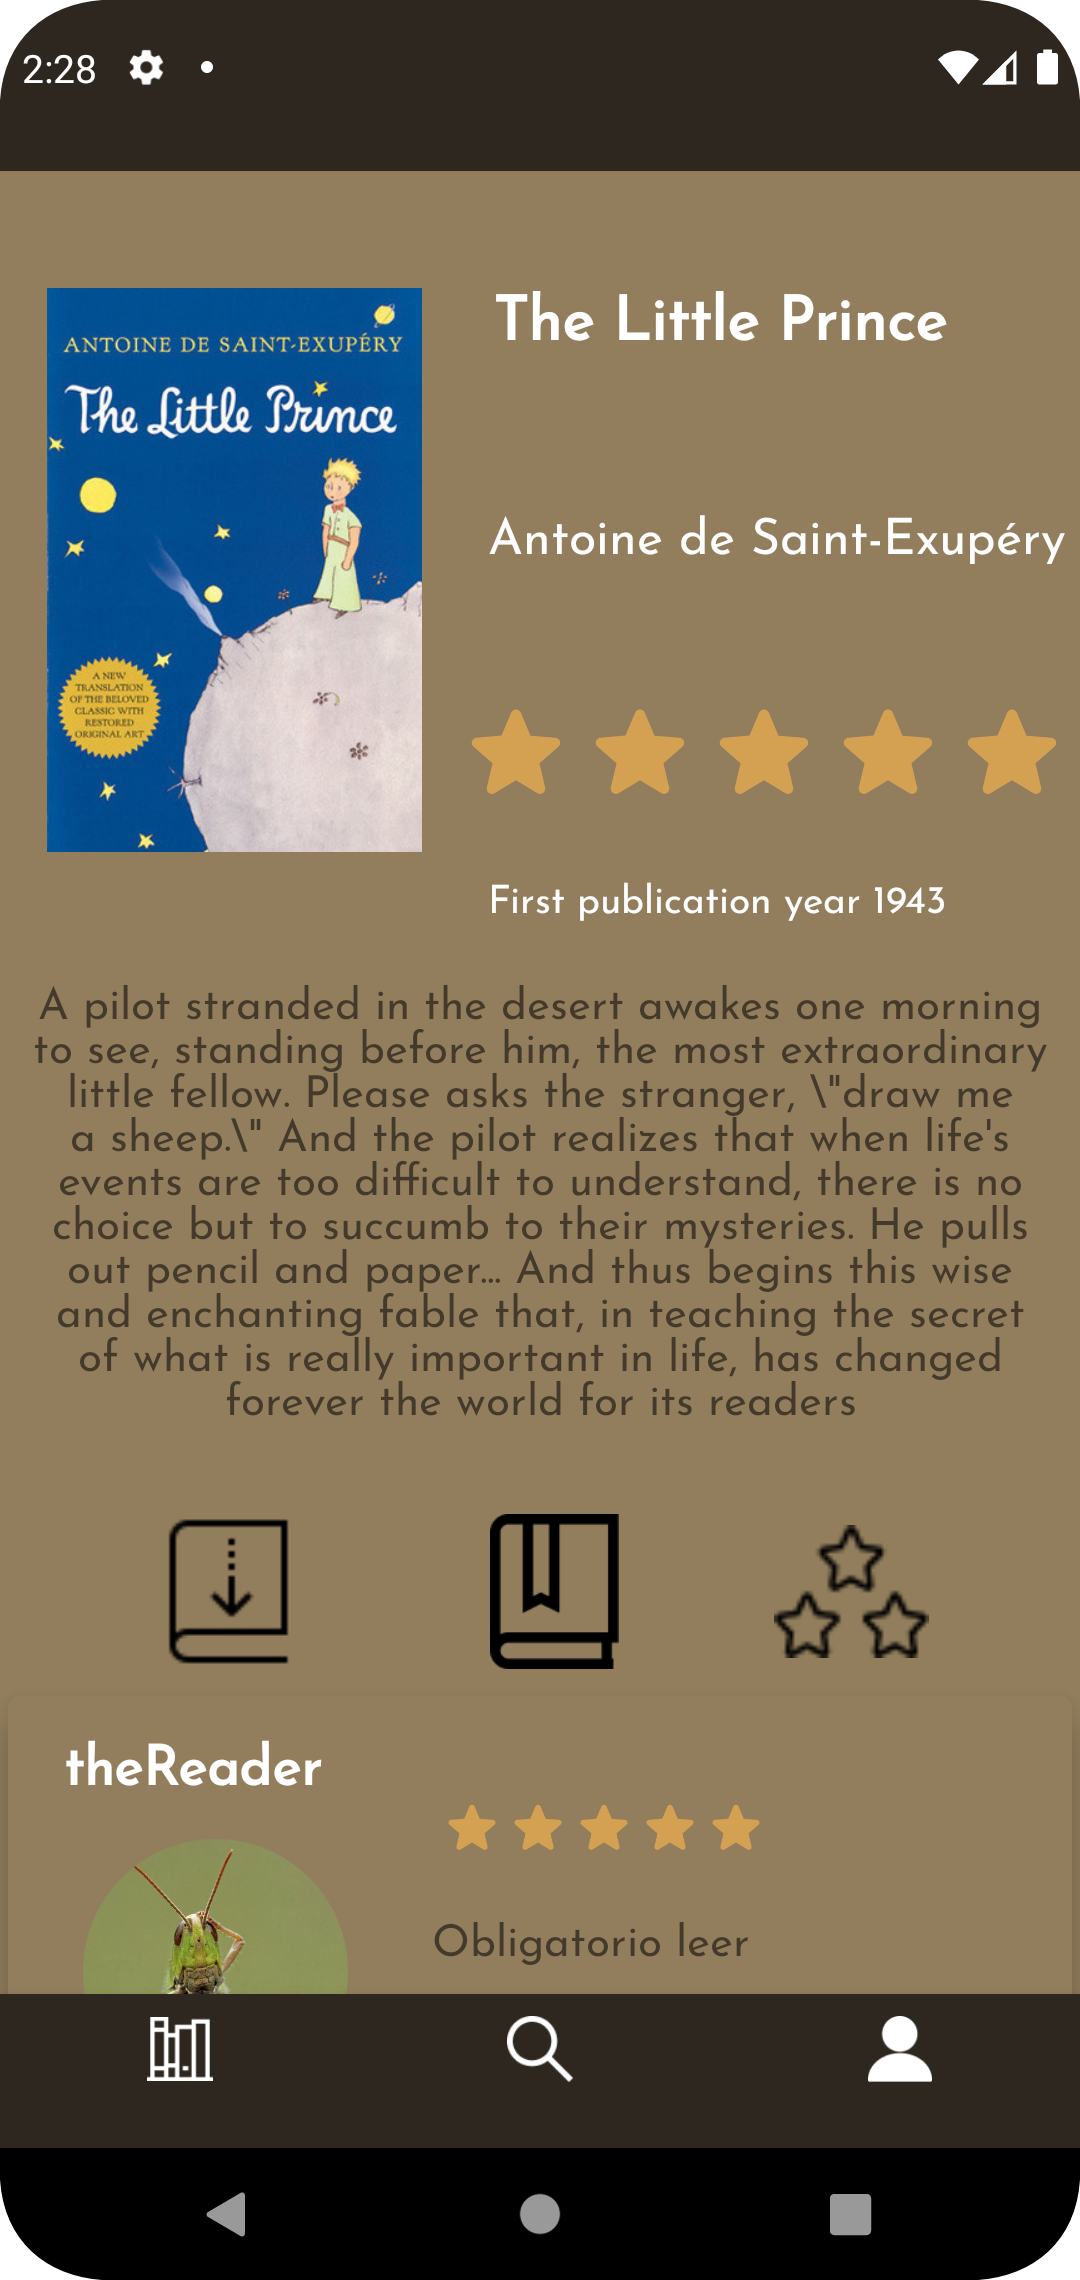 2:28
ANTOINE DE SAINT-EXUPÉRY
The Little Prince
A NEW
TRANSLATION
OF THE BELOVED
CLASSIC WITH
RESTORED
ORIGINAL ART
The Little Prince
Antoine de Saint-Exupéry
First publication year 1943
A pilot stranded in the desert awakes one morning
to see, standing before him, the most extraordinary
little fellow. Please asks the stranger, \"draw me
a sheep.\" And the pilot realizes that when life's
events are too difficult to understand, there is no
choice but to succumb to their mysteries. He pulls
out pencil and paper... And thus begins this wise
and enchanting fable that, in teaching the secret
of what is really important in life, has changed
forever the world for its readers
theReader
Obligatorio leer